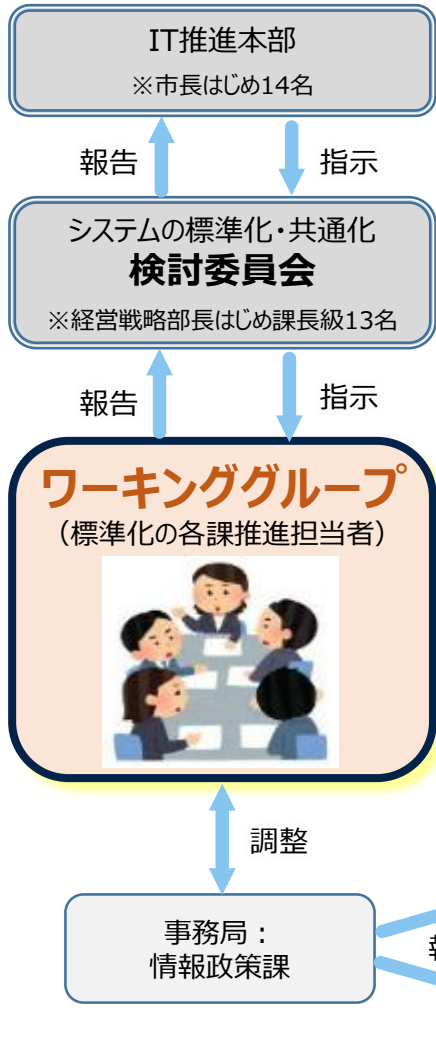 IT推進本部
※市長はじめ14名
報告
指示
システムの標準化・共通化
検討委員会
※経営戦略部長はじめ課長級13名
報告
指示
ワーキンググループ
（標準化の各課推進担当者）
調整
事務局：
情報政策課